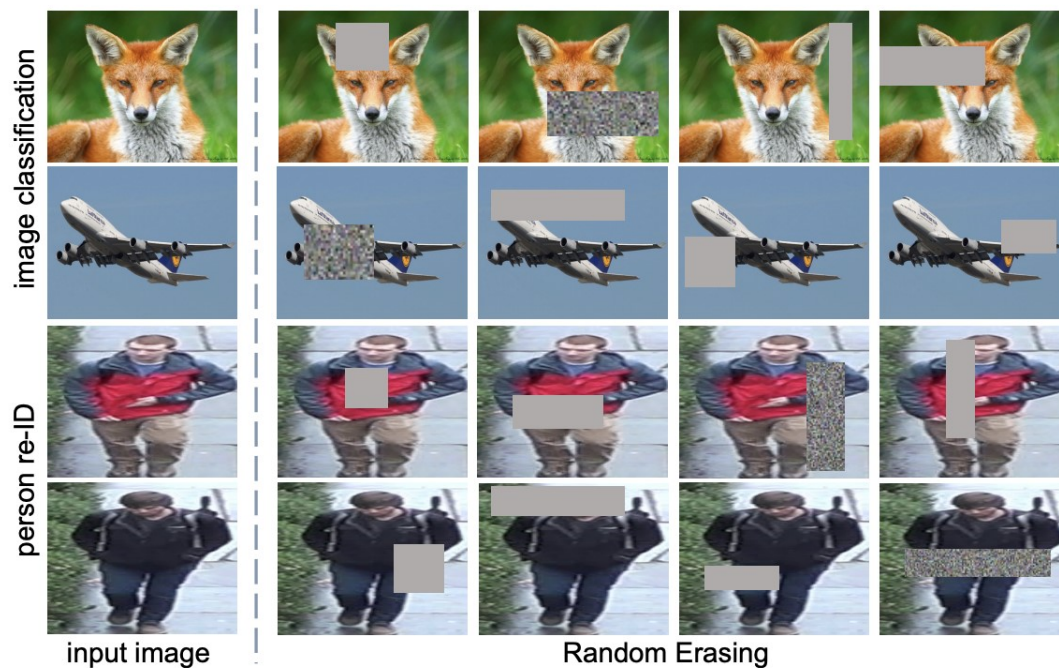 image classification
person re-ID
input image
Random Erasing